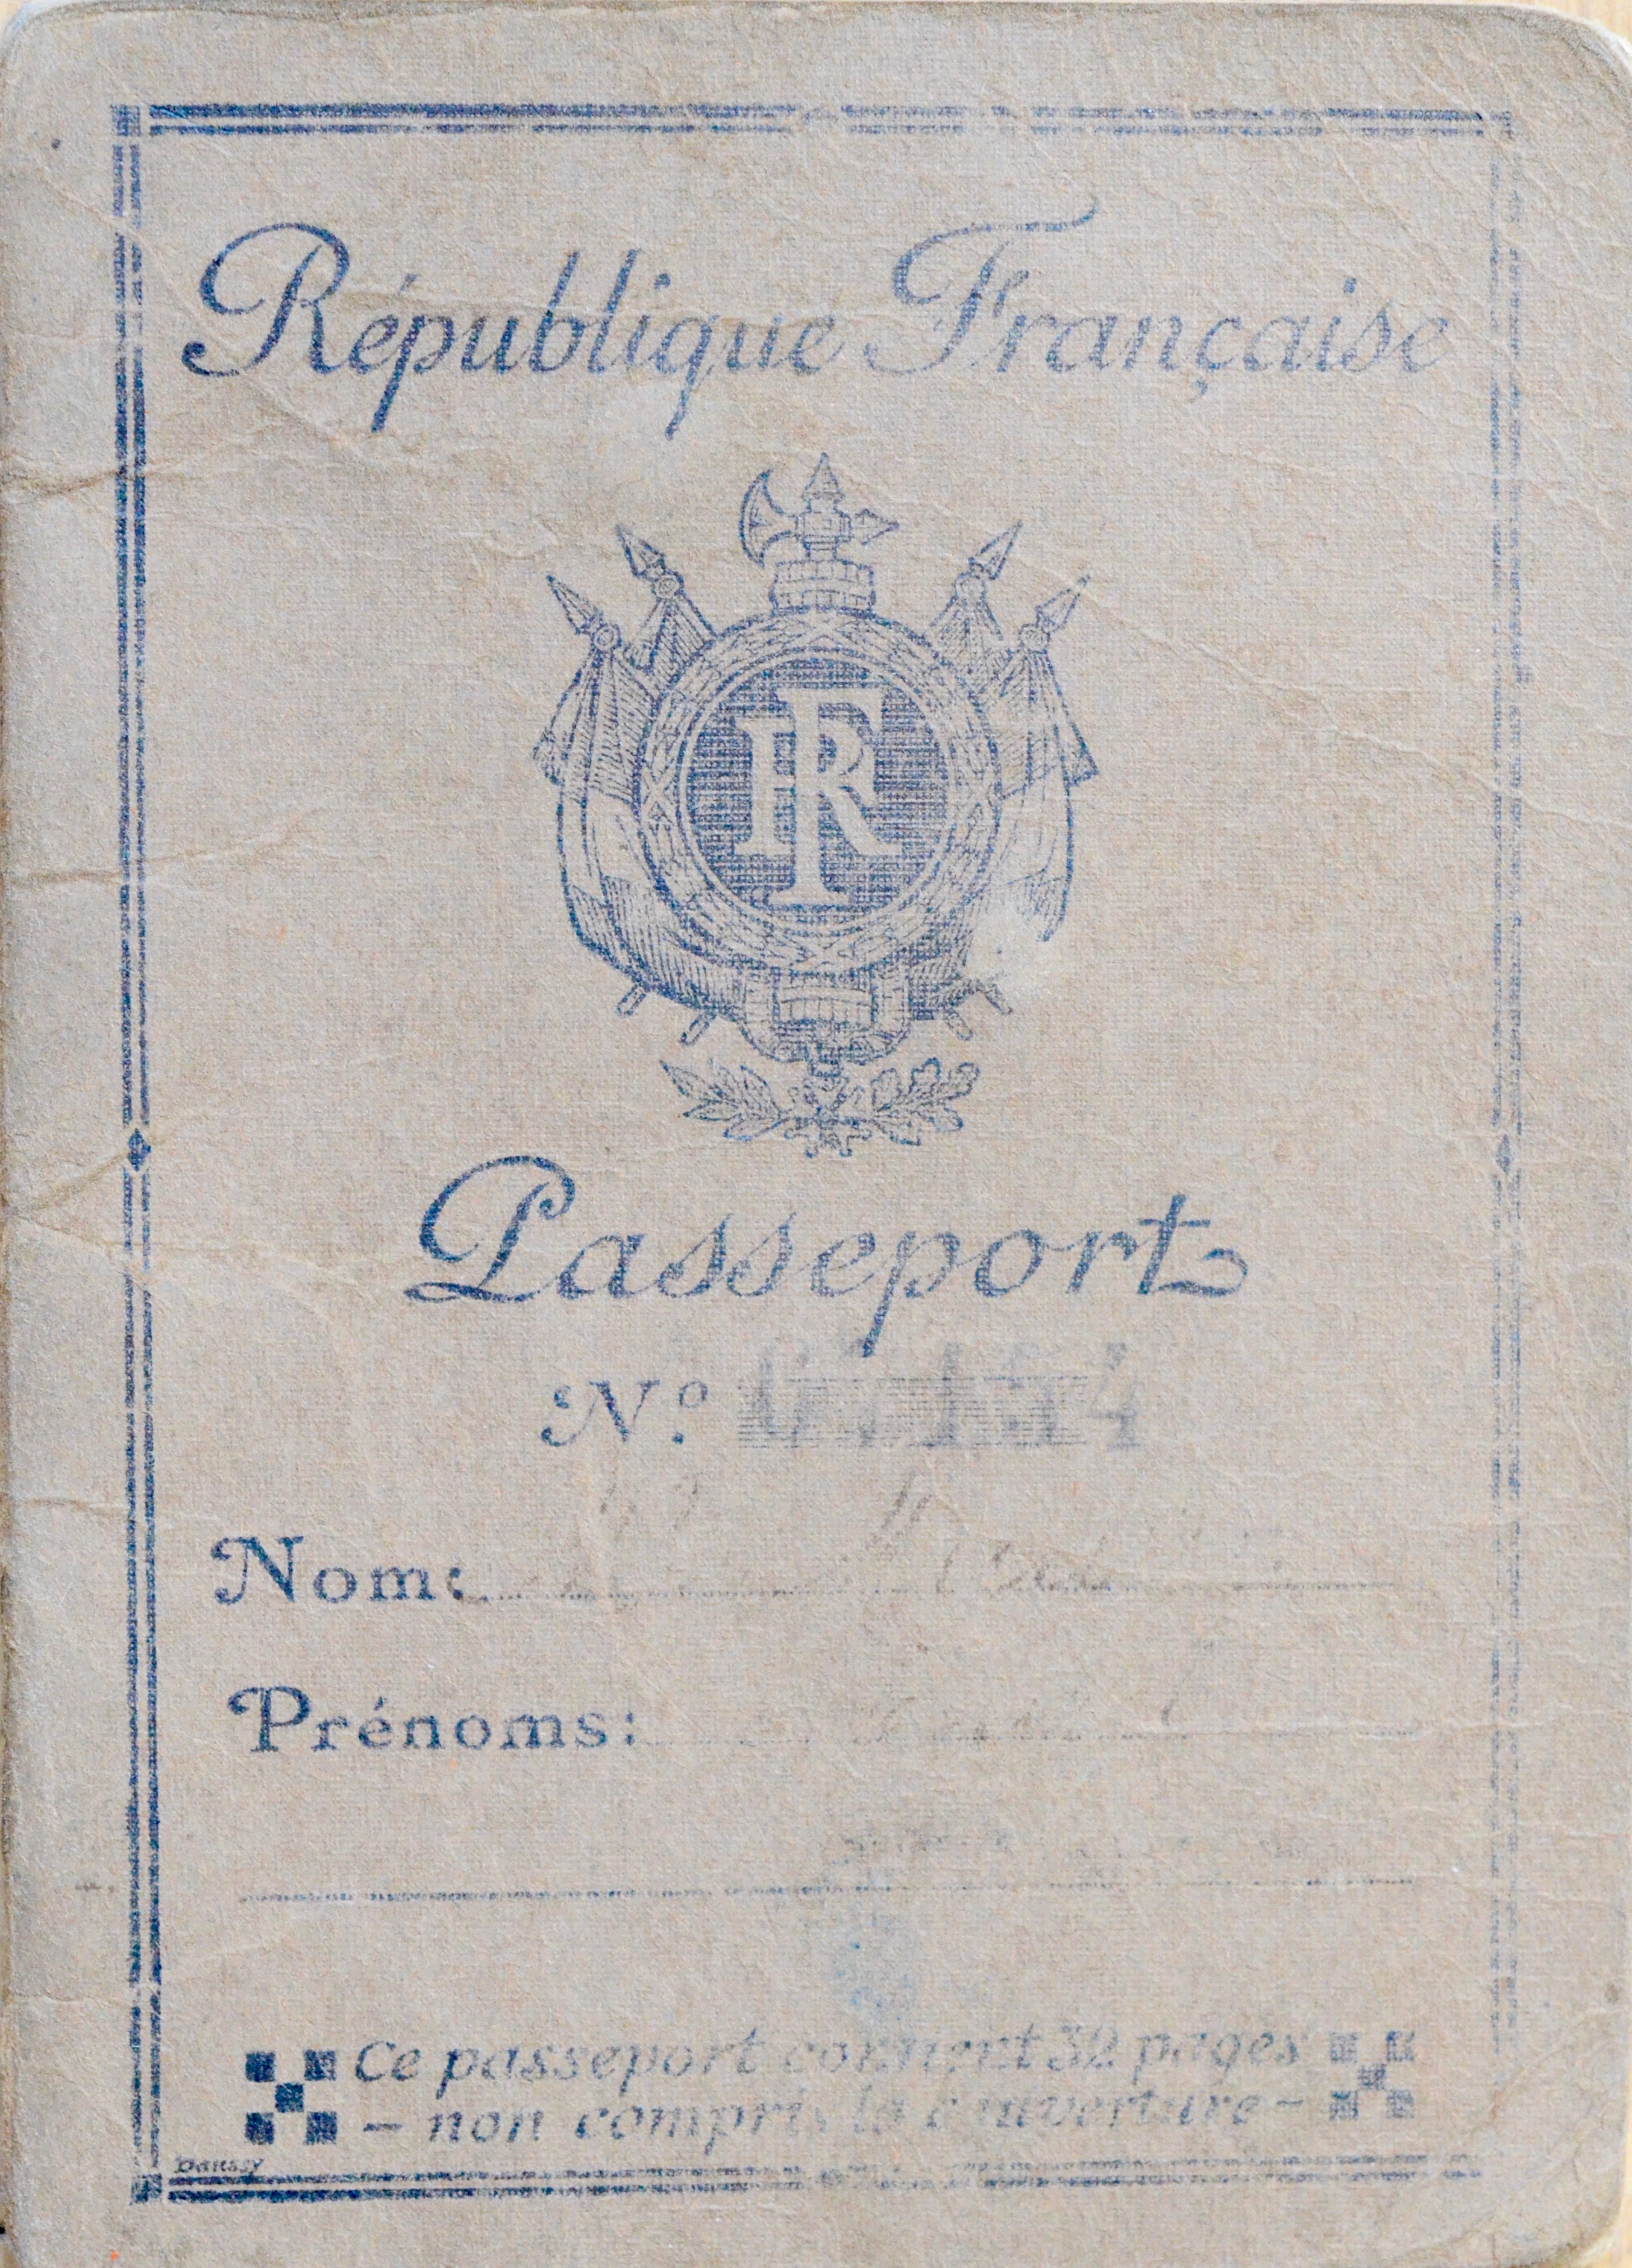 République Française
RF
Passeport
N.º
Nom:
Prénoms:
Ce passeport contient 32 pages
- non compris la couverture -